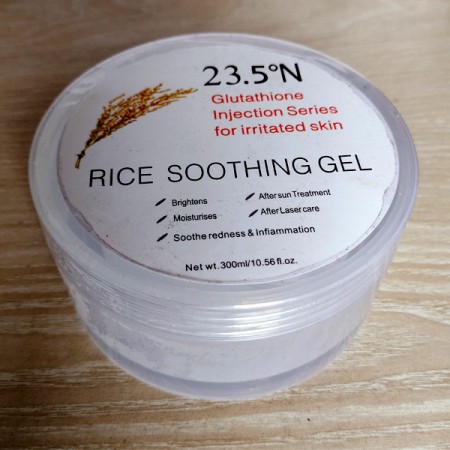 23.5°N
Glutathione
Injection Series
for irritated skin
RICE SOOTHING GEL
Brightens
After sun Treatment
Moisturises
After Laser care
Soothe redness & Infiammation
Net wt. 300ml/10.56 fl.oz.